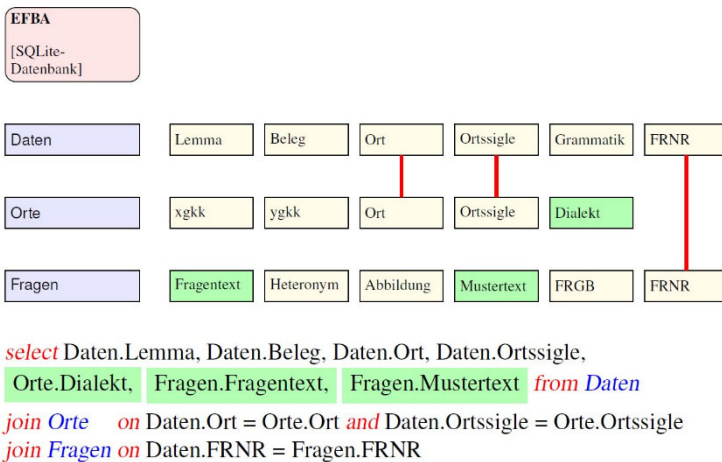 EFBA
[SQLite-
Datenbank]
Daten Lemma Beleg Ort Ortssigle Grammatik FRNR
Orte xgkk ygkk Ort Ortssigle Dialekt
Fragen Fragentext Heteronym Abbildung Mustertext FRGB FRNR
select Daten.Lemma, Daten.Beleg, Daten.Ort, Daten.Ortssigle,
Orte.Dialekt, Fragen.Fragentext, Fragen.Mustertext from Daten
join Orte on Daten.Ort = Orte.Ort and Daten.Ortssigle = Orte.Ortssigle
join Fragen on Daten.FRNR = Fragen.FRNR